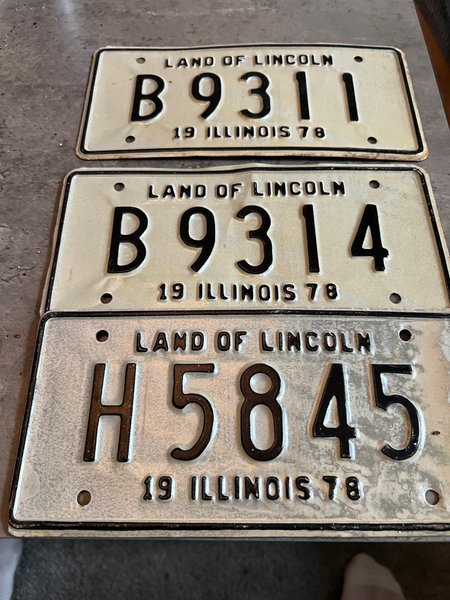 LAND OF LINCOLN
B 9311
19 ILLINOIS 78
LAND OF LINCOLN
B 9314
19 ILLINOIS 78
LAND OF LINCOLN
H 5845
19 ILLINOIS 78